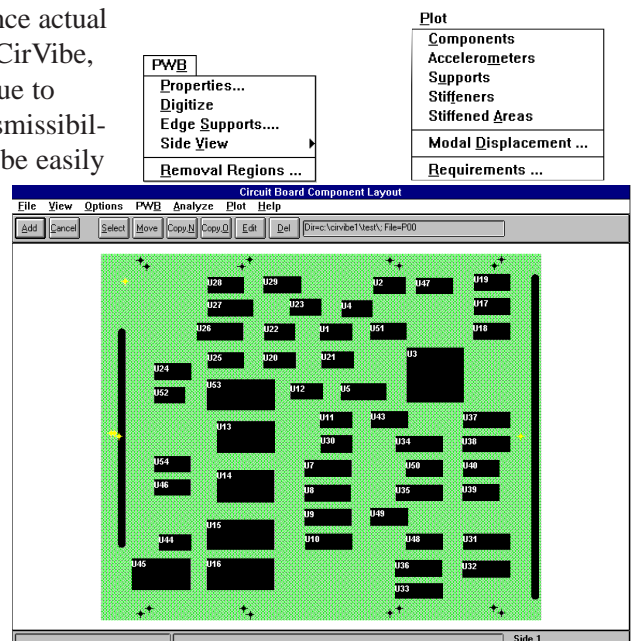 nce actual
CirVibe,
ue to
smissibil-
be easily
PWB
Properties...
Digitize
Edge Supports....
Side View
Removal Regions ...
Plot
Components
Accelerometers
Supports
Stiffeners
Stiffened Areas
Modal Displacement ...
Requirements ...
Circuit Board Component Layout
File View Options PWB Analyze Plot Help
Add Cancel Select Move Copy.N Copy.O Edit Del Dir=c:\cirvibe1\test\; File=P00
U28 U29 U2 U47 U19
U27 U23 U4 U17
U26 U22 U1 U51 U18
U25 U20 U21 U3
U24
U53 U12 U5
U52
U11 U43 U37
U13
U30 U34 U38
U54 U7 U50 U40
U14
U46 U8 U35 U39
U9 U49
U15
U44 U10 U48 U31
U45 U16 U36 U32
U33
Side 1